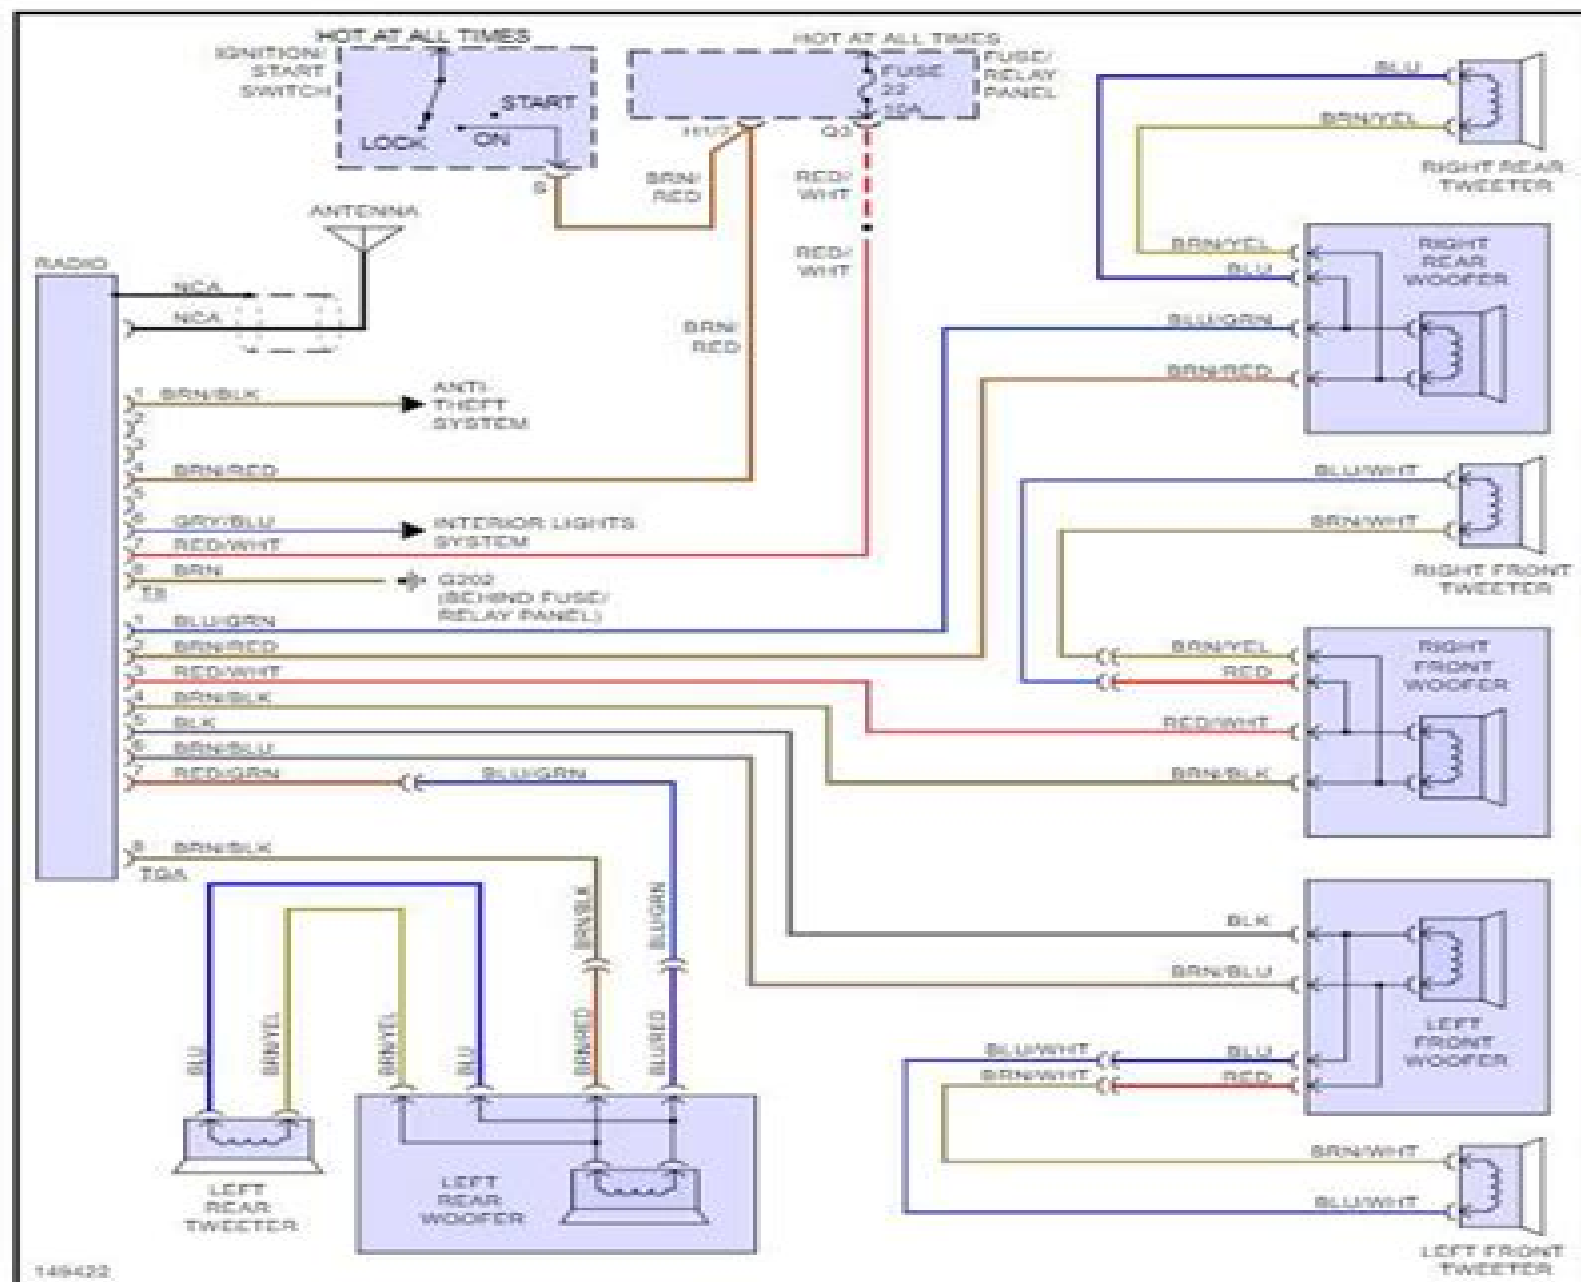 HOT AT ALL TIMES
IGNITION/
START
SWITCH
START
LOCK
ON
HOT AT ALL TIMES
FUSE/
RELAY
PANEL
FUSE
22
10A
H1/2
Q3
BRN/
RED
RED/
WHT
RED/
WHT
BRN/
RED
ANTENNA
RADIO
NCA
NCA
1 BRN/BLK
ANTI-
THEFT
SYSTEM
2
3
4 BRN/RED
5
6 GRY/BLU
INTERIOR LIGHTS
SYSTEM
7 RED/WHT
8 BRN
G202
(BEHIND FUSE/
RELAY PANEL)
T8
1 BLU/GRN
2 BRN/RED
3 RED/WHT
4 BRN/BLK
5 BLK
6 BRN/BLU
7 RED/GRN
BLU/GRN
8 BRN/BLK
BLU
BRN/YEL
RIGHT REAR
TWEETER
BRN/YEL
BLU
BLU/GRN
BRN/RED
RIGHT
REAR
WOOFER
BLU/WHT
BRN/WHT
RIGHT FRONT
TWEETER
BRN/YEL
RED
RED/WHT
BRN/BLK
RIGHT
FRONT
WOOFER
BLK
BRN/BLU
LEFT
FRONT
WOOFER
BLU/WHT
BLU
BRN/WHT
RED
BRN/WHT
BLU/WHT
LEFT FRONT
TWEETER
BRN/BLK
BLU/GRN
BLU
BRN/YEL
BRN/YEL
BLU
BRN/RED
BLU/RED
LEFT
REAR
TWEETER
LEFT
REAR
WOOFER
149422